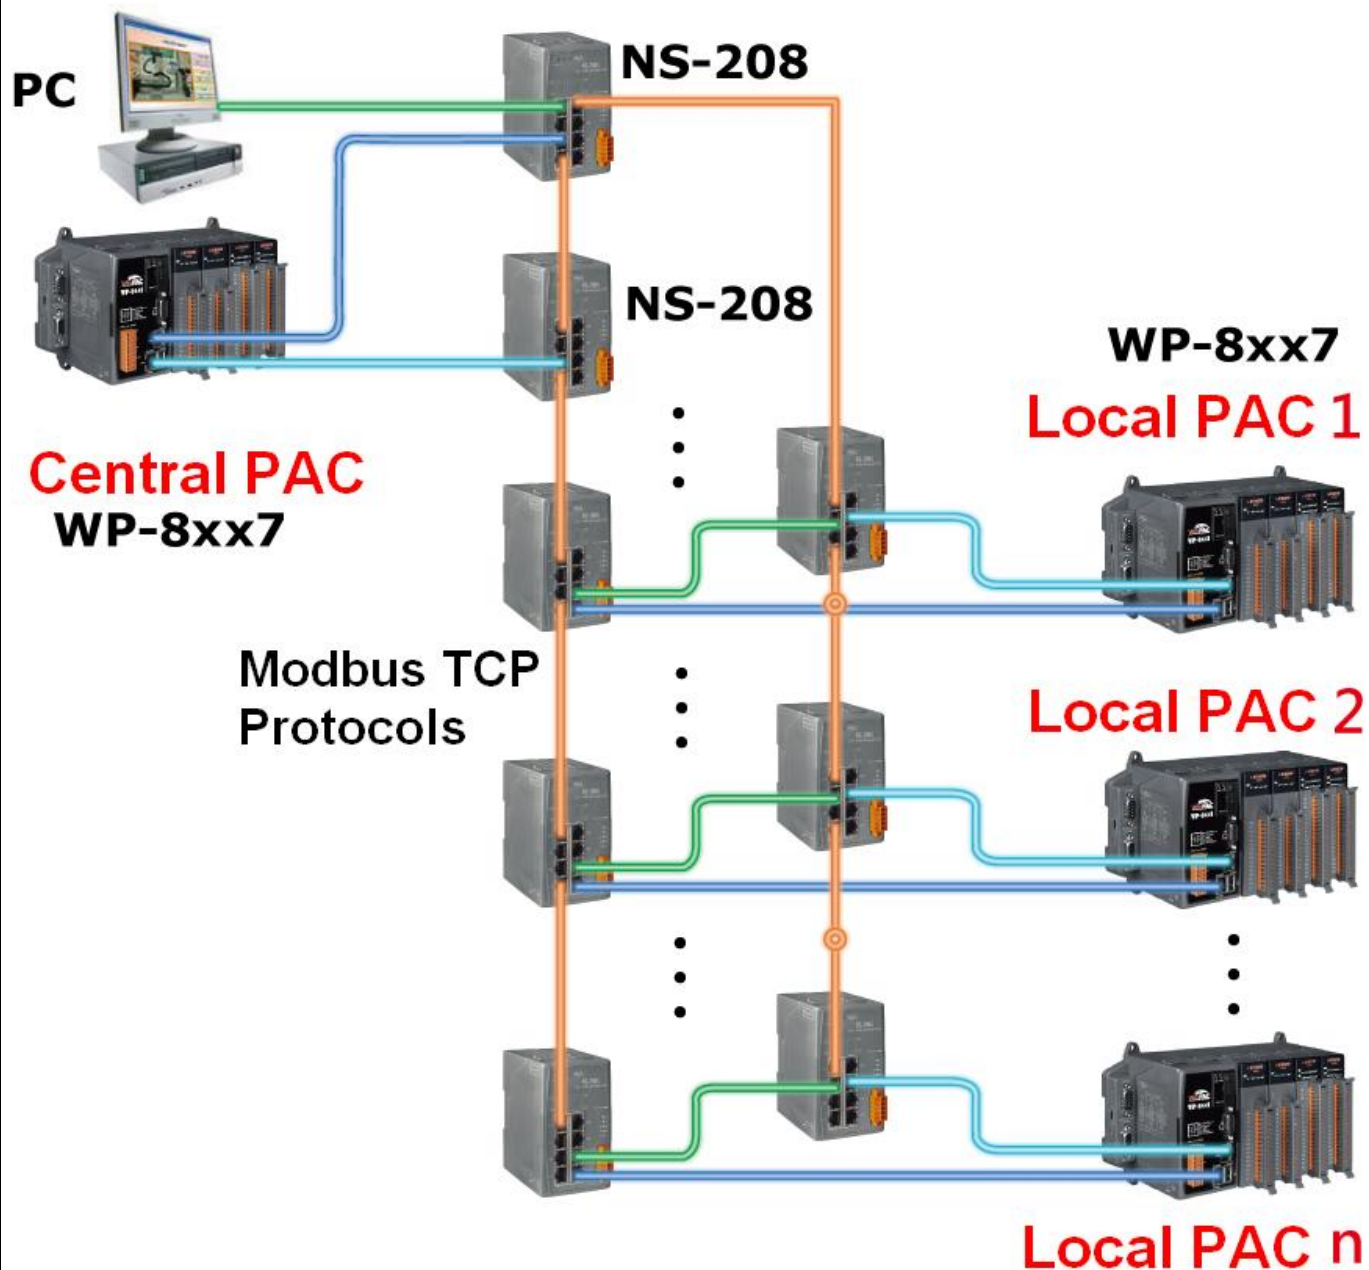 PC
NS-208
NS-208
WP-8xx7
Local PAC 1
Central PAC
WP-8xx7
Modbus TCP
Protocols
Local PAC 2
Local PAC n